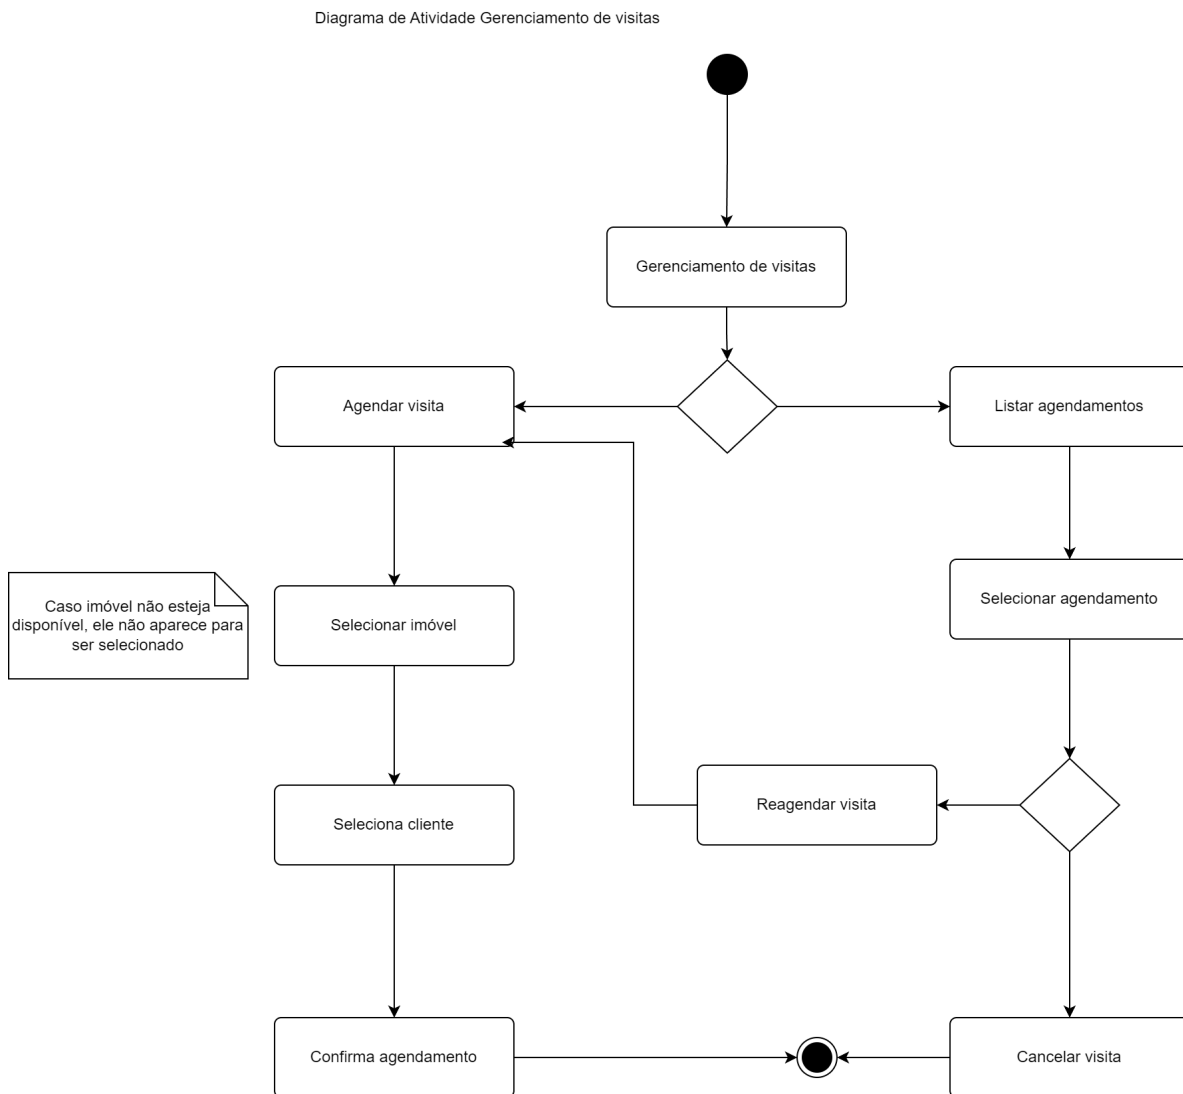 Diagrama de Atividade Gerenciamento de visitas
Gerenciamento de visitas
Agendar visita
Listar agendamentos
Caso imóvel não esteja
disponível, ele não aparece para
ser selecionado
Selecionar imóvel
Selecionar agendamento
Seleciona cliente
Reagendar visita
Confirma agendamento
Cancelar visita